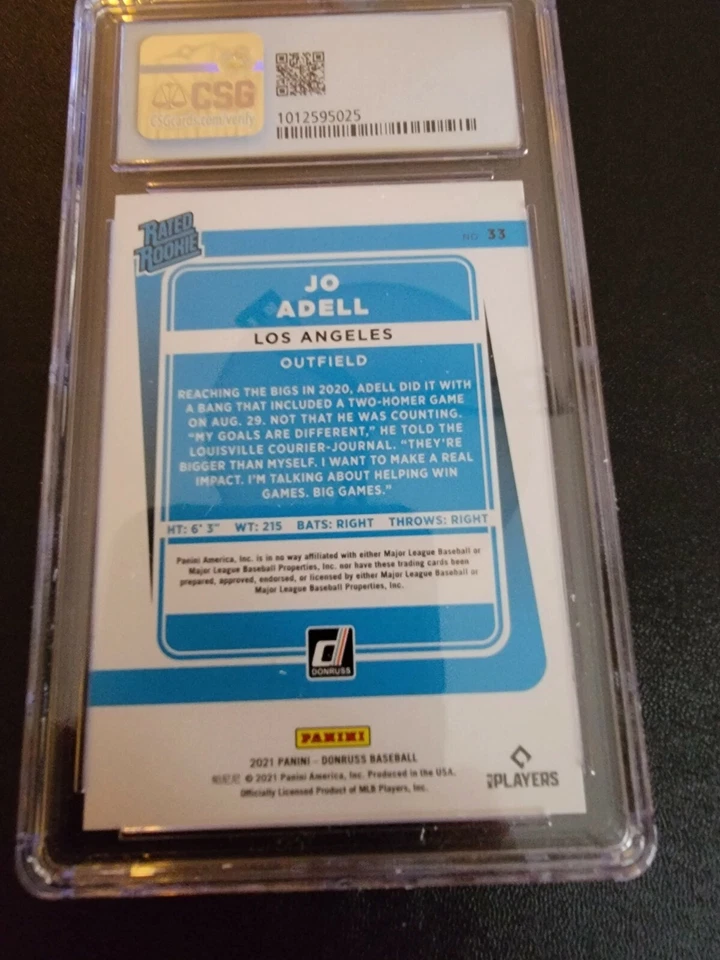 CSG
CSGcards.com/verify
1012595025
RATED
ROOKIE
NO. 33
JO
ADELL
LOS ANGELES
OUTFIELD
REACHING THE BIGS IN 2020, ADELL DID IT WITH
A BANG THAT INCLUDED A TWO-HOMER GAME
ON AUG. 29. NOT THAT HE WAS COUNTING.
"MY GOALS ARE DIFFERENT," HE TOLD THE
LOUISVILLE COURIER-JOURNAL. "THEY'RE
BIGGER THAN MYSELF. I WANT TO MAKE A REAL
IMPACT. I'M TALKING ABOUT HELPING WIN
GAMES. BIG GAMES."
HT: 6' 3" WT: 215 BATS: RIGHT THROWS: RIGHT
Panini America, Inc. is in no way affiliated with either Major League Baseball or
Major League Baseball Properties, Inc. nor have these trading cards been
prepared, approved, endorsed, or licensed by either Major League Baseball or
Major League Baseball Properties, Inc.
d
DONRUSS
PANINI
2021 PANINI - DONRUSS BASEBALL
© 2021 Panini America, Inc. Produced in the USA.
Officially Licensed Product of MLB Players, Inc.
PLAYERS